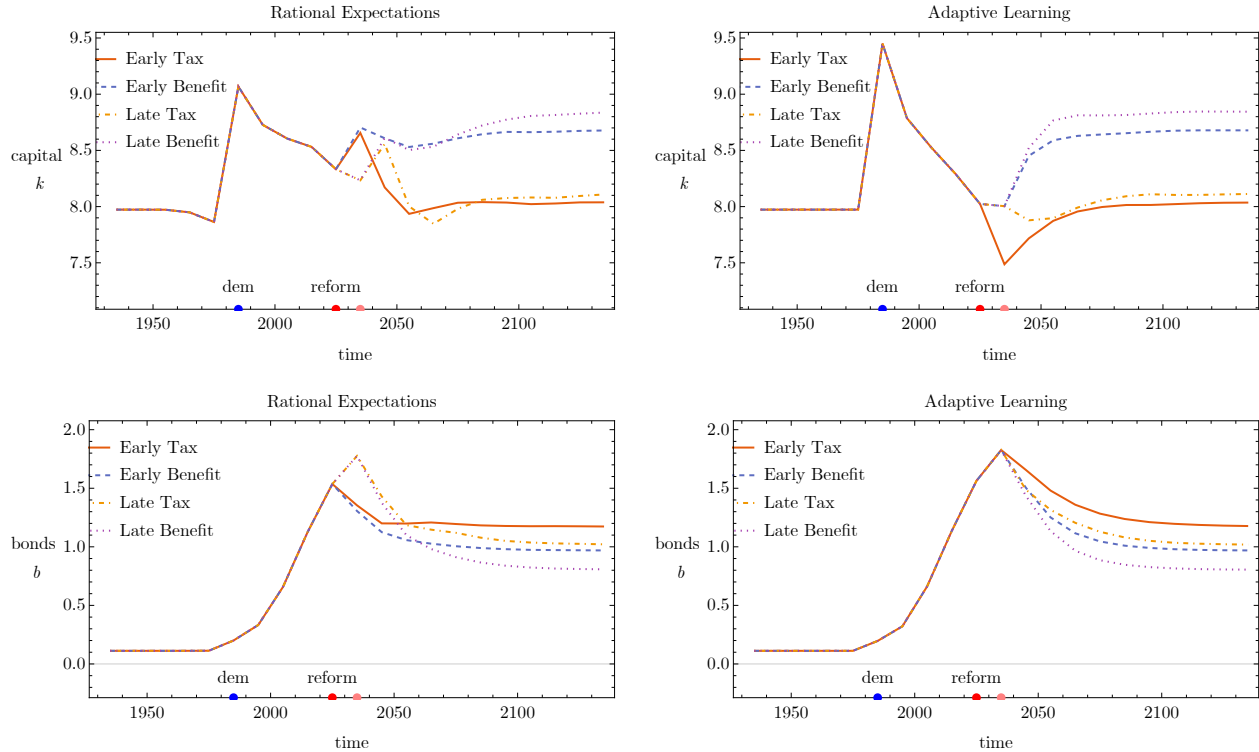 Rational Expectations
9.5
Early Tax
9.0
Early Benefit
Late Tax
8.5
Late Benefit
capital
k
8.0
7.5
dem
reform
1950
2000
2050
2100
time
Adaptive Learning
9.5
Early Tax
9.0
Early Benefit
Late Tax
8.5
Late Benefit
capital
k
8.0
7.5
dem
reform
1950
2000
2050
2100
time
Rational Expectations
2.0
Early Tax
Early Benefit
1.5
Late Tax
Late Benefit
bonds
1.0
b
0.5
0.0
dem
reform
1950
2000
2050
2100
time
Adaptive Learning
2.0
Early Tax
Early Benefit
1.5
Late Tax
Late Benefit
bonds
1.0
b
0.5
0.0
dem
reform
1950
2000
2050
2100
time